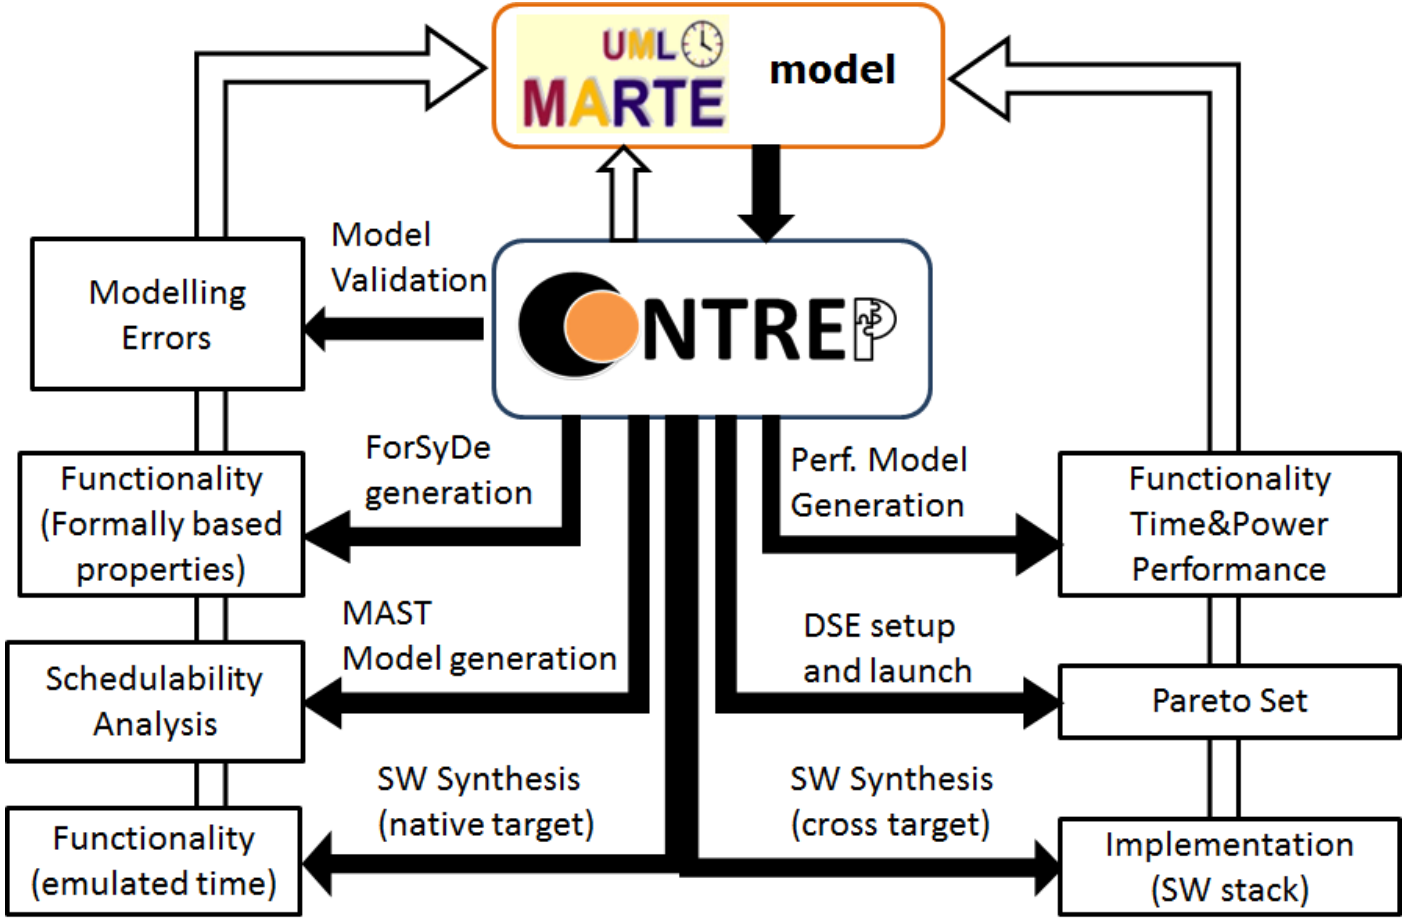 UML
MARTE
model
Model
Validation
Modelling
Errors
CONTREP
ForSyDe
generation
Perf. Model
Generation
Functionality
(Formally based
properties)
Functionality
Time&Power
Performance
MAST
Model generation
DSE setup
and launch
Schedulability
Analysis
Pareto Set
SW Synthesis
(native target)
SW Synthesis
(cross target)
Functionality
(emulated time)
Implementation
(SW stack)